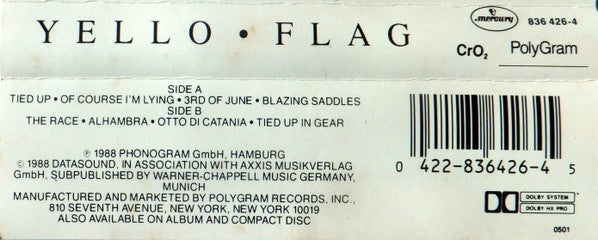 YELLO • FLAG
mercury
836 426-4
CrO₂
PolyGram
SIDE A
TIED UP • OF COURSE I'M LYING • 3RD OF JUNE • BLAZING SADDLES
SIDE B
THE RACE • ALHAMBRA • OTTO DI CATANIA • TIED UP IN GEAR
℗ 1988 PHONOGRAM GmbH, HAMBURG
© 1988 DATASOUND, IN ASSOCIATION WITH AXXIS MUSIKVERLAG
GmbH, SUBPUBLISHED BY WARNER-CHAPPELL MUSIC GERMANY,
MUNICH
MANUFACTURED AND MARKETED BY POLYGRAM RECORDS, INC.,
810 SEVENTH AVENUE, NEW YORK, NEW YORK 10019
ALSO AVAILABLE ON ALBUM AND COMPACT DISC
0 422-836426-4 5
DOLBY SYSTEM
DOLBY HX PRO
0501